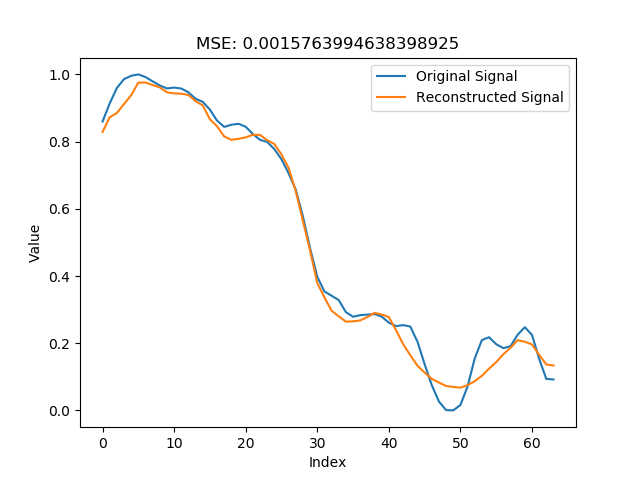 MSE: 0.0015763994638398925
Original Signal
Reconstructed Signal
1.0
0.8
0.6
0.4
0.2
0.0
Value
0 10 20 30 40 50 60
Index